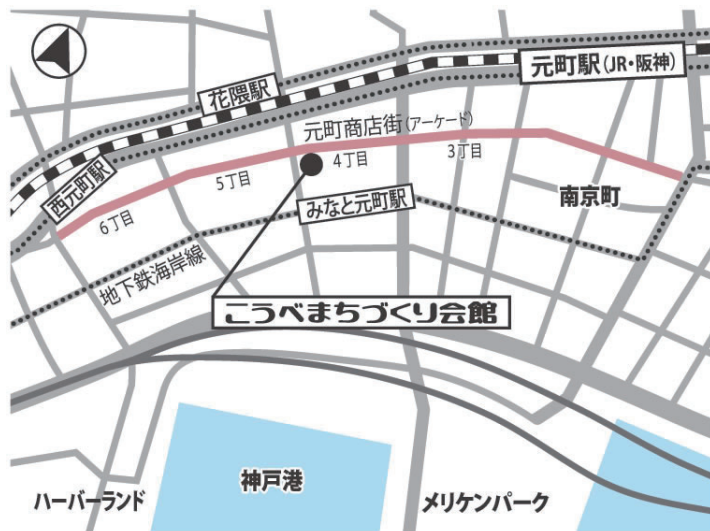 元町駅(JR・阪神)
花隈駅
元町商店街(アーケード)
西元町駅
6丁目
5丁目
4丁目
3丁目
みなと元町駅
南京町
地下鉄海岸線
こうべまちづくり会館
神戸港
ハーバーランド
メリケンパーク